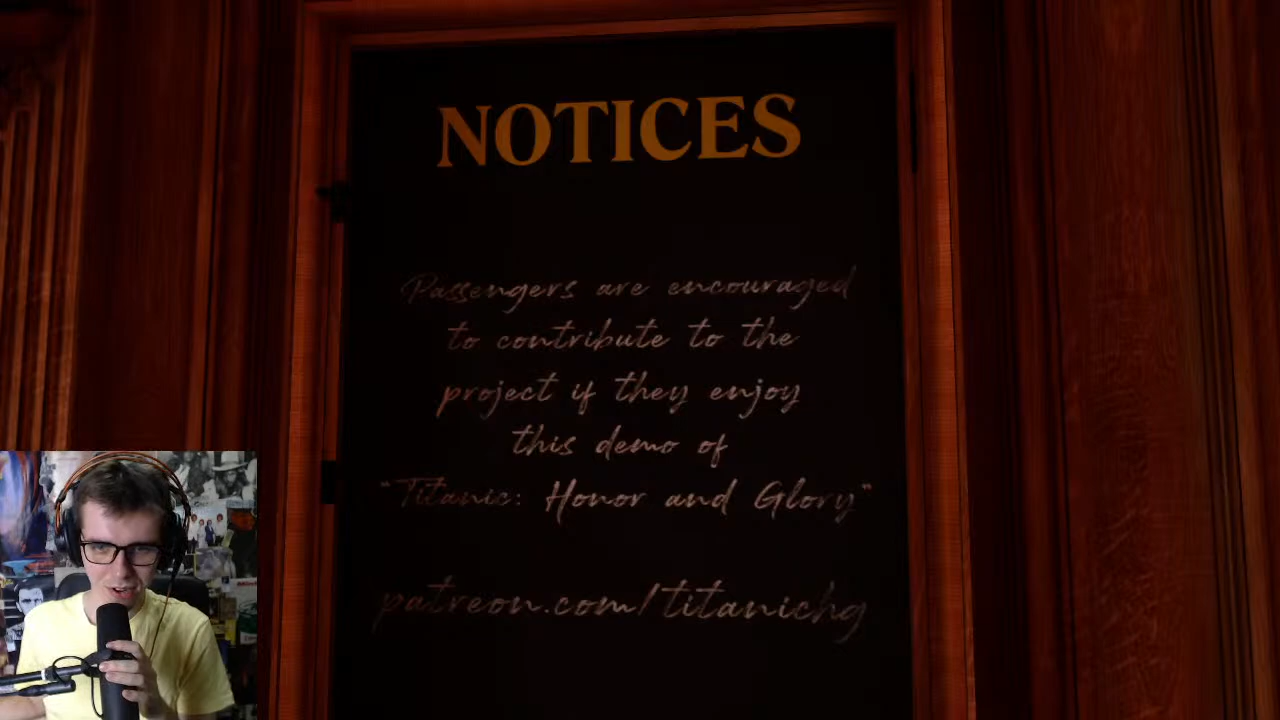 NOTICES
Passengers are encouraged
to contribute to the
project if they enjoy
this demo of
"Titanic: Honor and Glory"
patreon.com/titanichg